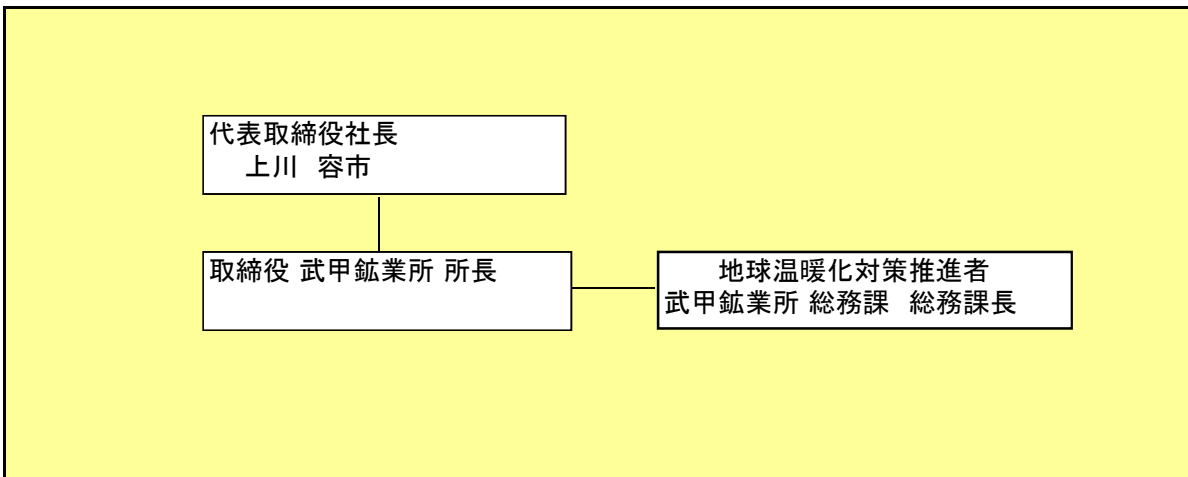 代表取締役社長
上川 容市
取締役 武甲鉱業所 所長
地球温暖化対策推進者
武甲鉱業所 総務課 総務課長